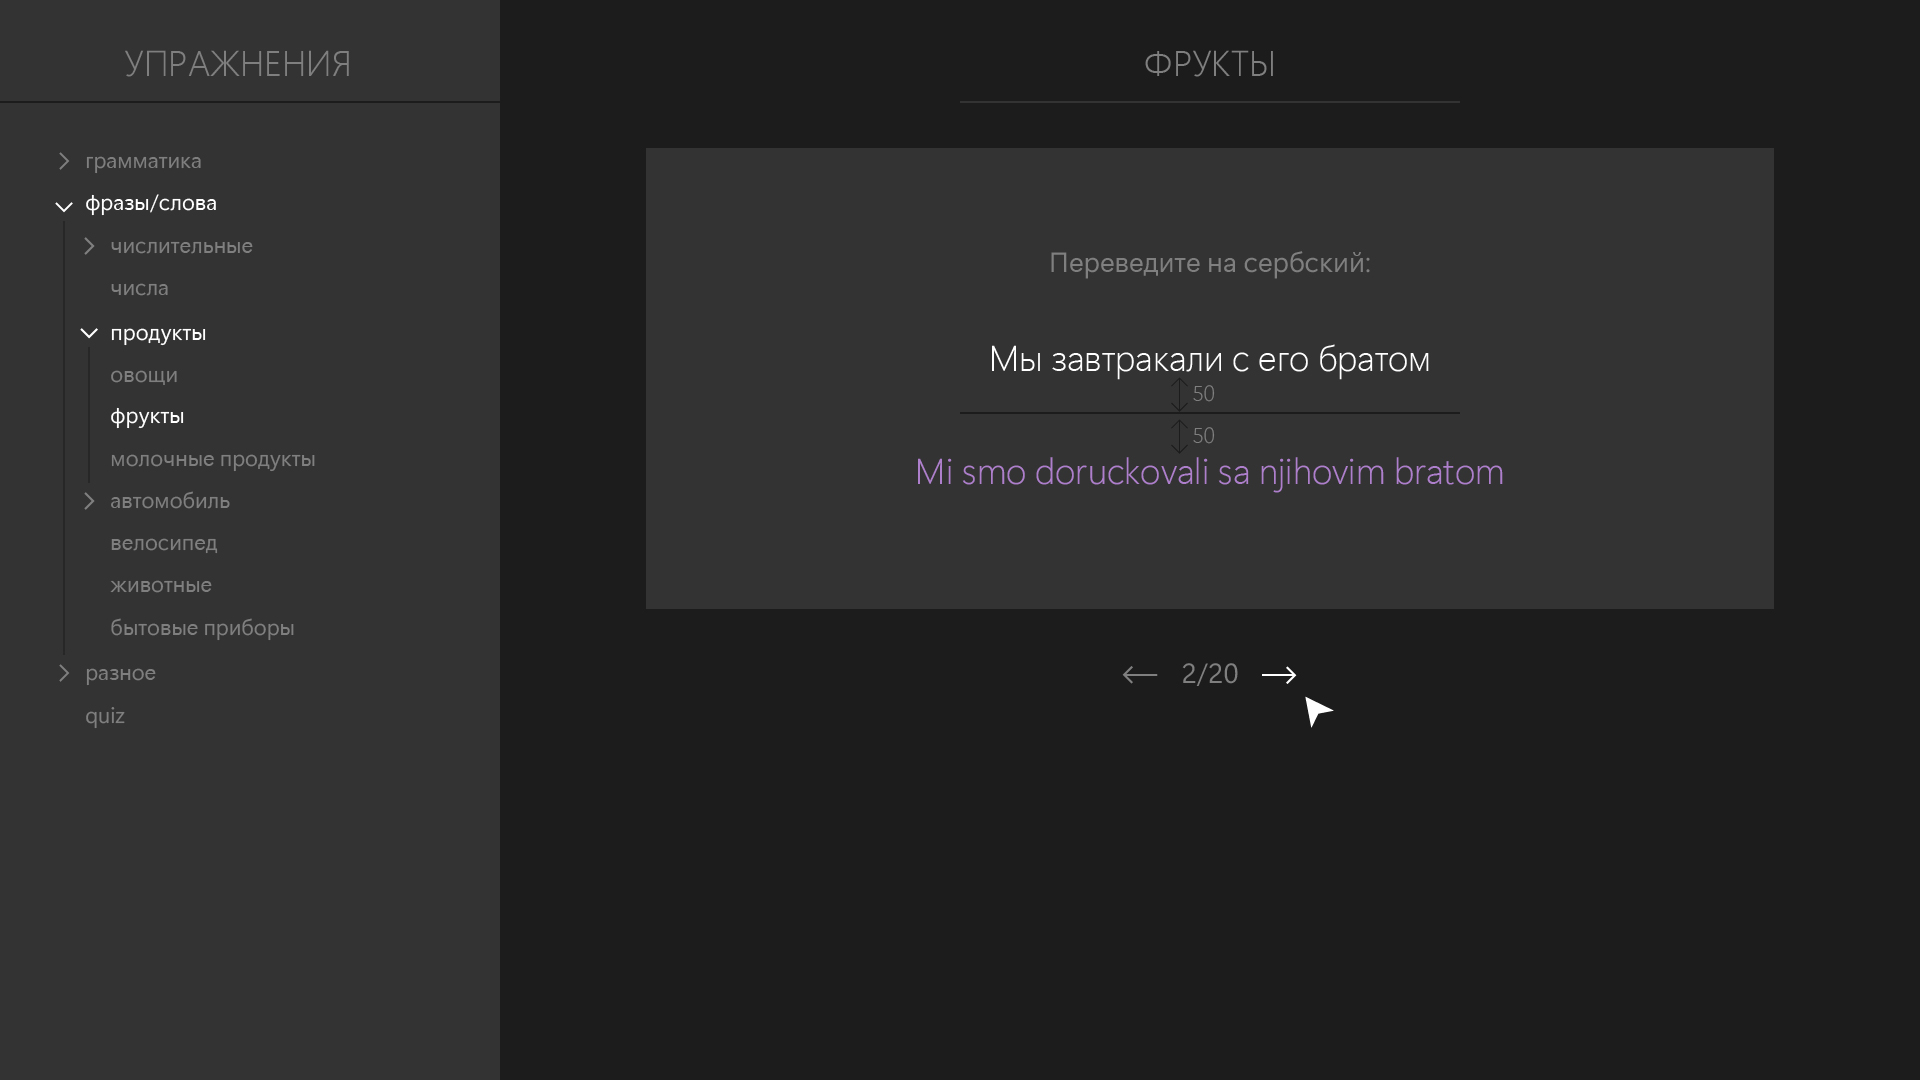 УПРАЖНЕНИЯ
грамматика
фразы/слова
числительные
числа
продукты
овощи
фрукты
молочные продукты
автомобиль
велосипед
животные
бытовые приборы
разное
quiz
ФРУКТЫ
Переведите на сербский:
Мы завтракали с его братом
50
50
Mi smo doruckovali sa njihovim bratom
2/20